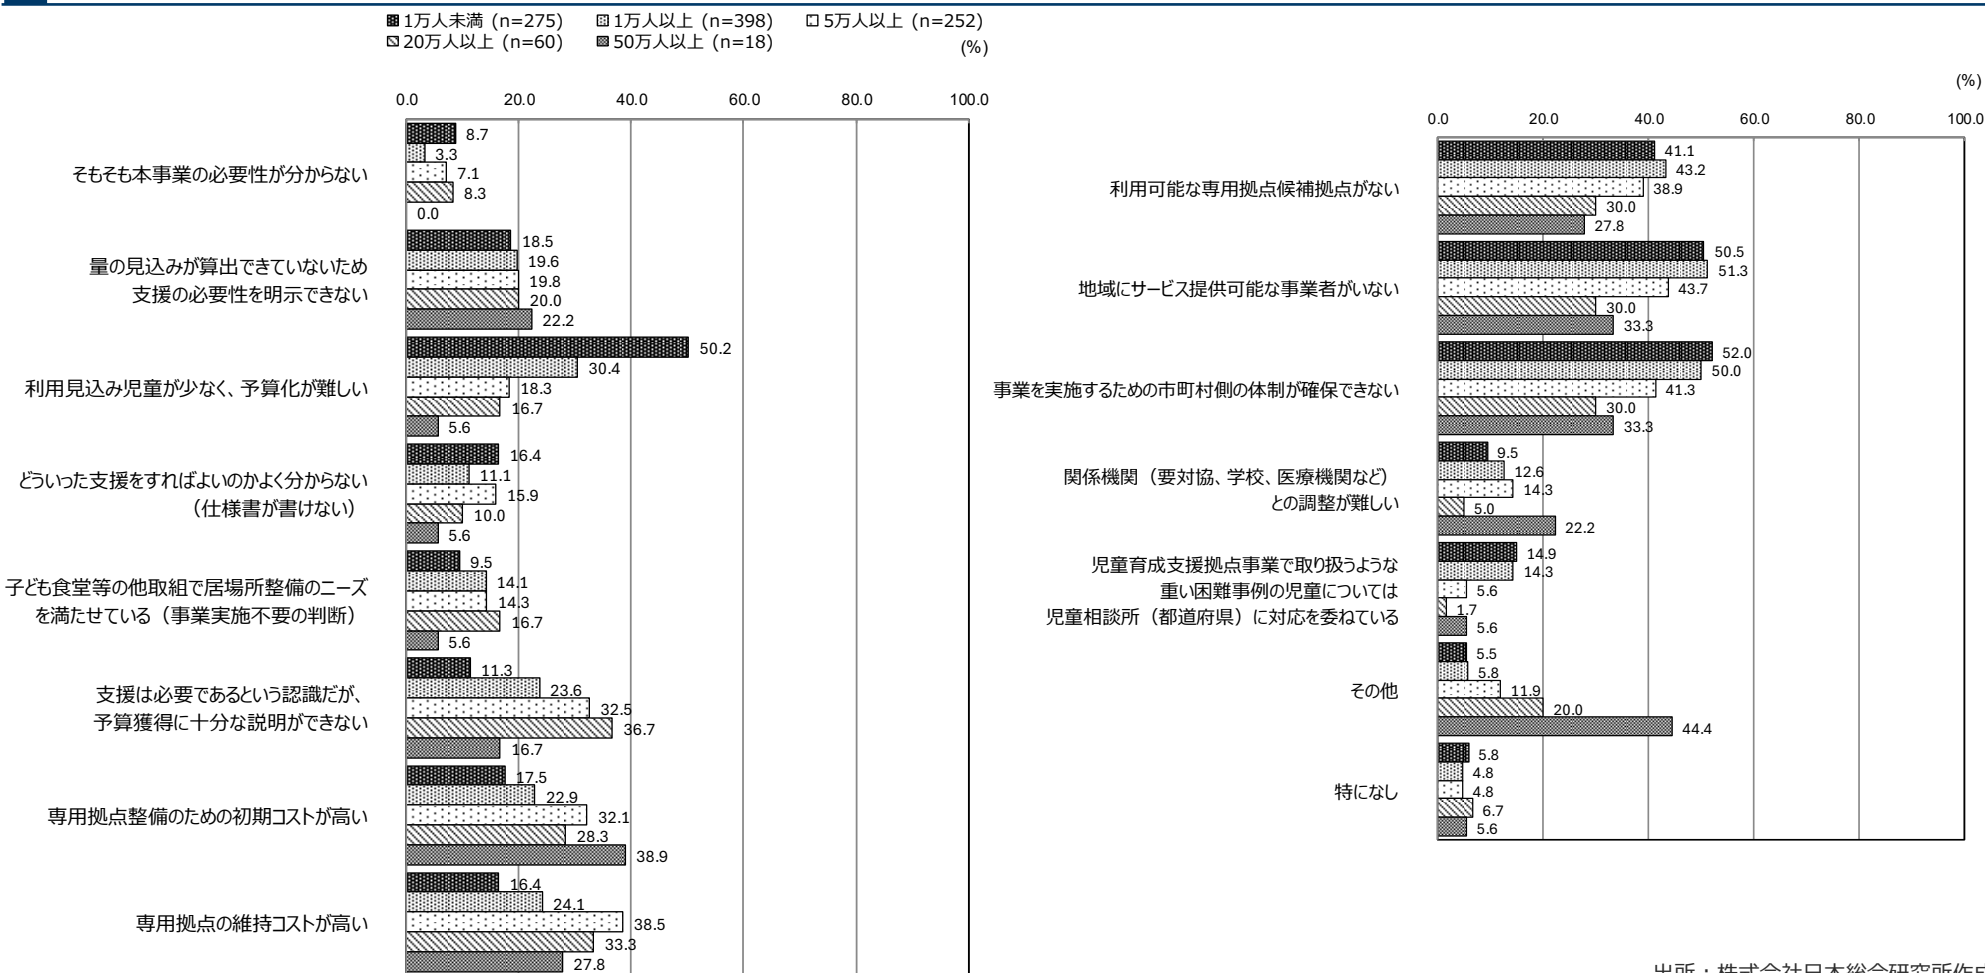 1万人未満 (n=275) 1万人以上 (n=398) 5万人以上 (n=252)
20万人以上 (n=60) 50万人以上 (n=18)
(%)
0.0 20.0 40.0 60.0 80.0 100.0
そもそも本事業の必要性が分からない
8.7
3.3
7.1
8.3
0.0
量の見込みが算出できていないため
支援の必要性を明示できない
18.5
19.6
19.8
20.0
22.2
利用見込み児童が少なく、予算化が難しい
50.2
30.4
18.3
16.7
5.6
どういった支援をすればよいのかよく分からない
（仕様書が書けない）
16.4
11.1
15.9
10.0
5.6
子ども食堂等の他取組で居場所整備のニーズ
を満たせている（事業実施不要の判断）
9.5
14.1
14.3
16.7
5.6
支援は必要であるという認識だが、
予算獲得に十分な説明ができない
11.3
23.6
32.5
36.7
16.7
専用拠点整備のための初期コストが高い
17.5
22.9
32.1
28.3
38.9
専用拠点の維持コストが高い
16.4
24.1
38.5
33.3
27.8
(%)
0.0 20.0 40.0 60.0 80.0 100.0
利用可能な専用拠点候補拠点がない
41.1
43.2
38.9
30.0
27.8
地域にサービス提供可能な事業者がいない
50.5
51.3
43.7
30.0
33.3
事業を実施するための市町村側の体制が確保できない
52.0
50.0
41.3
30.0
33.3
関係機関（要対協、学校、医療機関など）
との調整が難しい
9.5
12.6
14.3
5.0
22.2
児童育成支援拠点事業で取り扱うような
重い困難事例の児童については
児童相談所（都道府県）に対応を委ねている
14.9
14.3
5.6
1.7
5.6
その他
5.5
5.8
11.9
20.0
44.4
特になし
5.8
4.8
4.8
6.7
5.6
出所：株式会社日本総合研究所作成